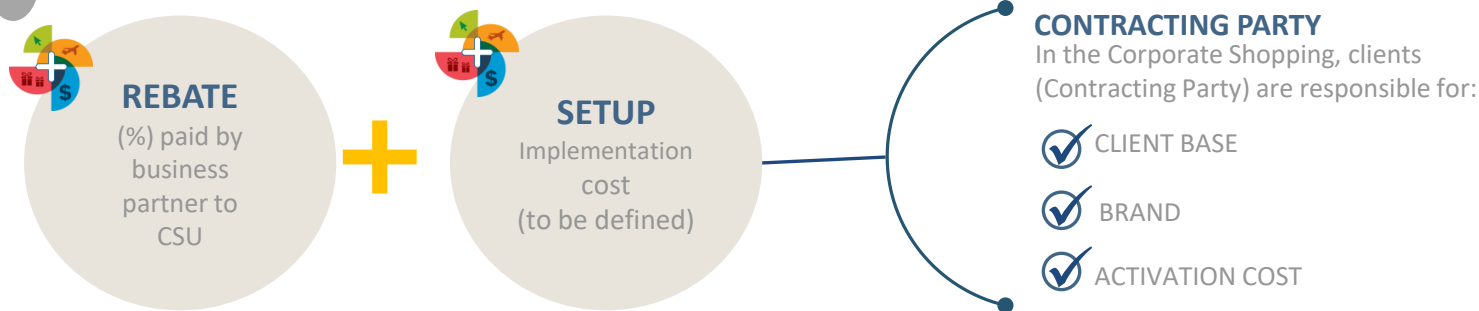 REBATE
(%) paid by
business
partner to
CSU
SETUP
Implementation
cost
(to be defined)
CONTRACTING PARTY
In the Corporate Shopping, clients
(Contracting Party) are responsible for:
CLIENT BASE
BRAND
ACTIVATION COST